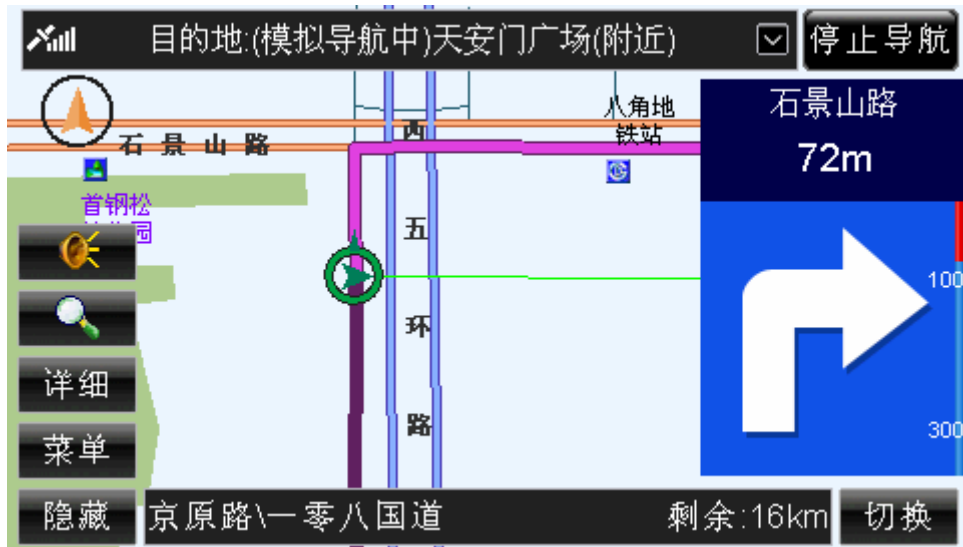 目的地:(模拟导航中)天安门广场(附近)
停止导航
八角地
铁站
石景山路
72m
西
石景山路
首钢松
园
五
环
路
100
300
详细
菜单
隐藏
京原路\一零八国道
剩余:16km
切换